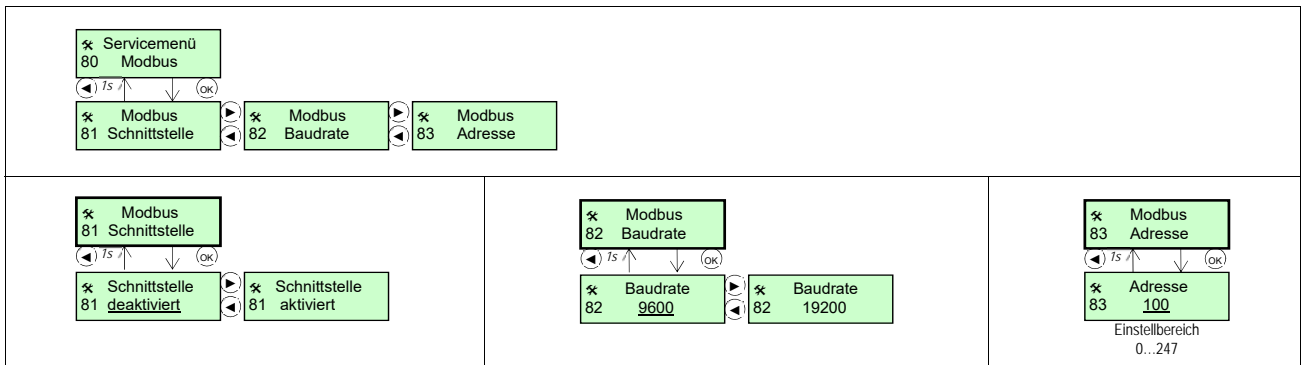 Servicemenü
80 Modbus
1s OK
Modbus
81 Schnittstelle
Modbus
82 Baudrate
Modbus
83 Adresse
Modbus
81 Schnittstelle
1s OK
Schnittstelle
81 deaktiviert
Schnittstelle
81 aktiviert
Modbus
82 Baudrate
1s OK
Baudrate
82 9600
Baudrate
82 19200
Modbus
83 Adresse
1s OK
Adresse
83 100
Einstellbereich
0...247